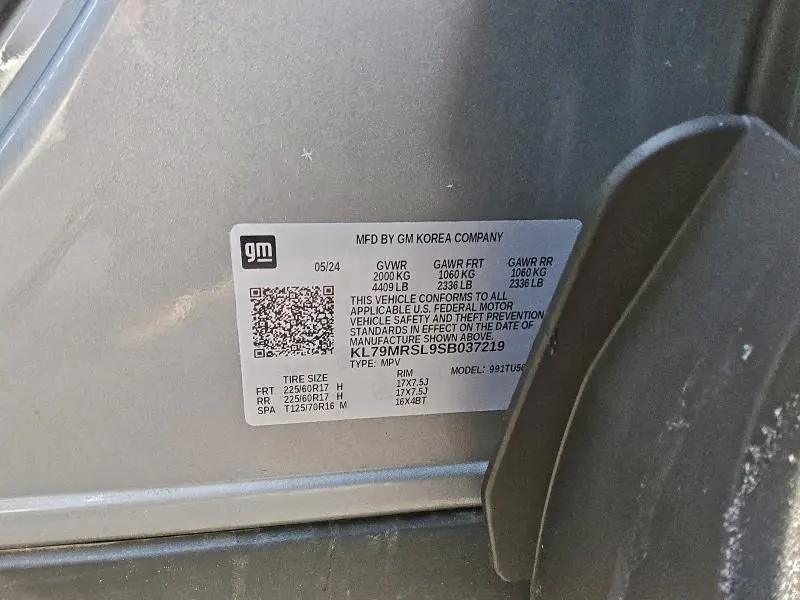 gm
MFD BY GM KOREA COMPANY
05/24 GVWR GAWR FRT GAWR RR
2000 KG 1060 KG 1060 KG
4409 LB 2336 LB 2336 LB
THIS VEHICLE CONFORMS TO ALL
APPLICABLE U.S. FEDERAL MOTOR
VEHICLE SAFETY AND THEFT PREVENTION
STANDARDS IN EFFECT ON THE DATE OF
MANUFACTURE SHOWN ABOVE.
KL79MRSL9SB037219
TYPE: MPV MODEL:
TIRE SIZE RIM
FRT 225/60R17 H 17X7.5J
RR 225/60R17 H 17X7.5J
SPA T125/70R16 M 16X4BT